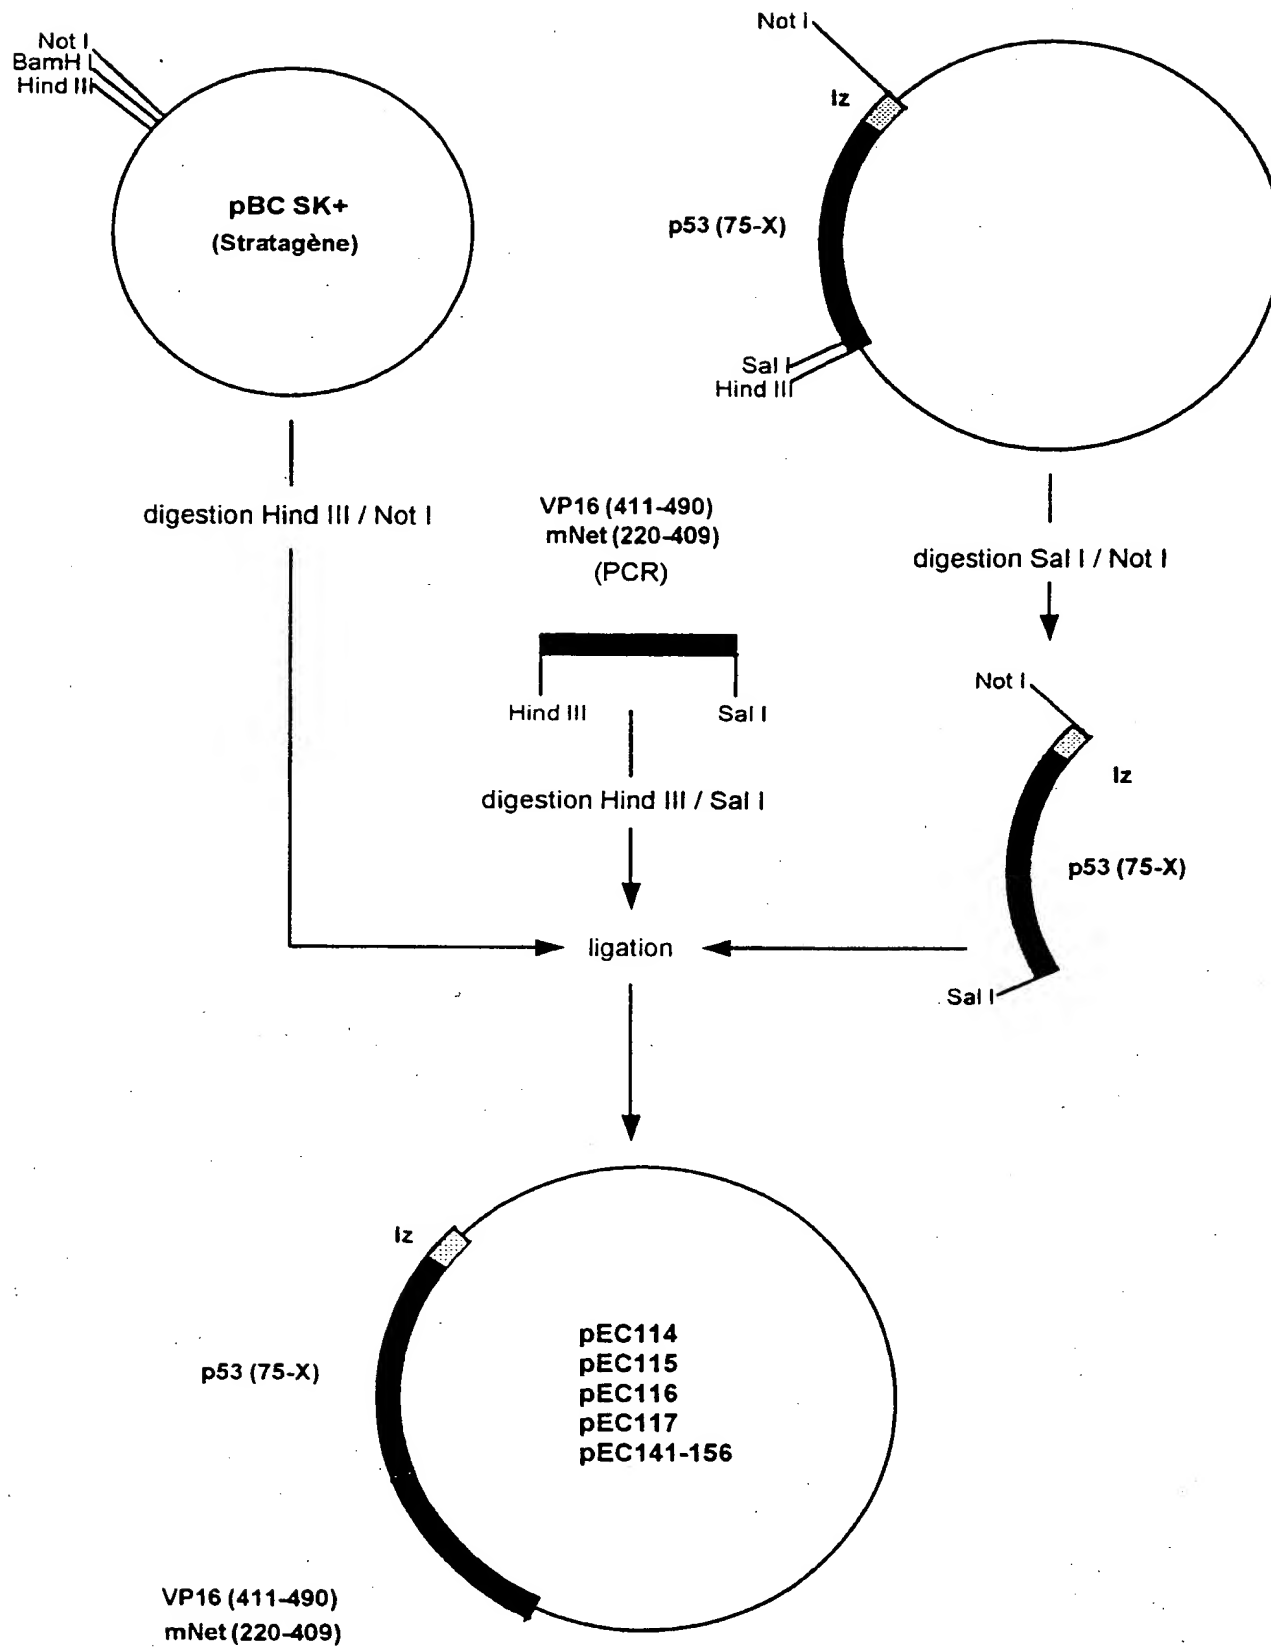 Not I
BamH I
Hind III
pBC SK+
(Stratagène)
Not I
lz
p53 (75-X)
Sal I
Hind III
digestion Hind III / Not I
VP16 (411-490)
mNet (220-409)
(PCR)
digestion Sal I / Not I
Hind III
Sal I
digestion Hind III / Sal I
Not I
lz
p53 (75-X)
Sal I
ligation
lz
p53 (75-X)
pEC114
pEC115
pEC116
pEC117
pEC141-156
VP16 (411-490)
mNet (220-409)